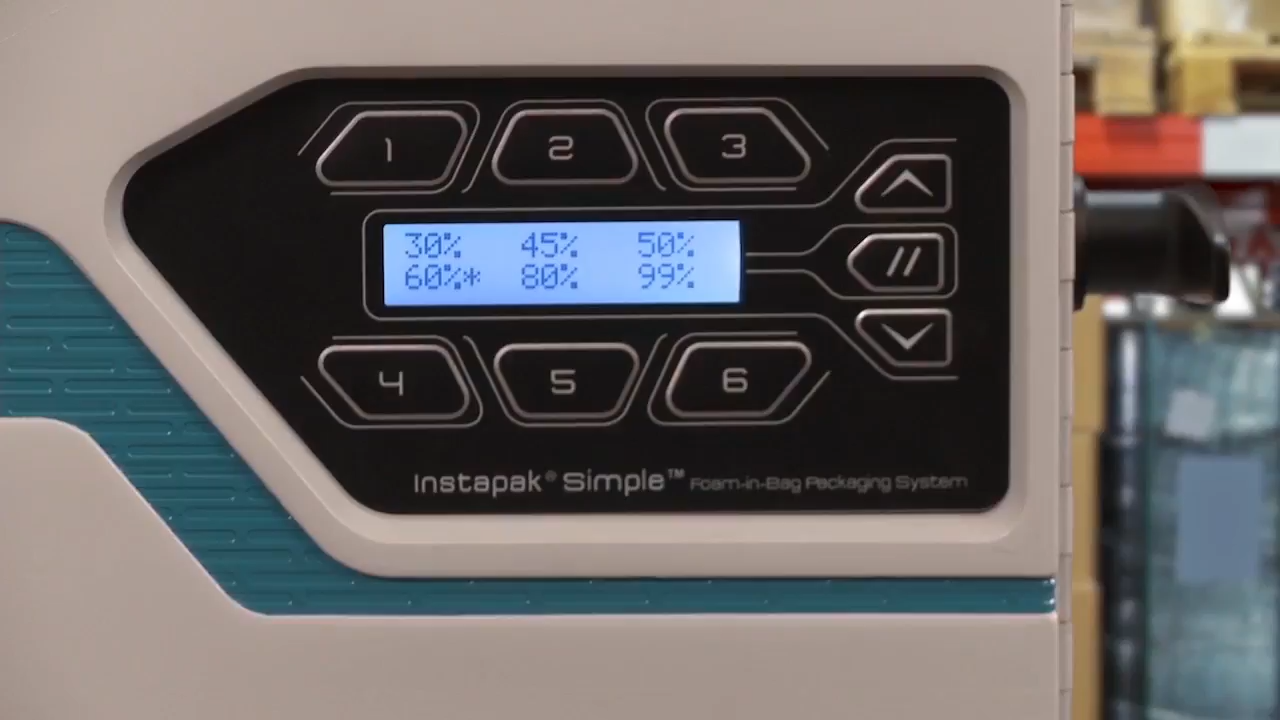 1 2 3
30% 45% 50%
60%* 80% 99%
4 5 6
Instapak® Simple™ Foam-in-Bag Packaging System